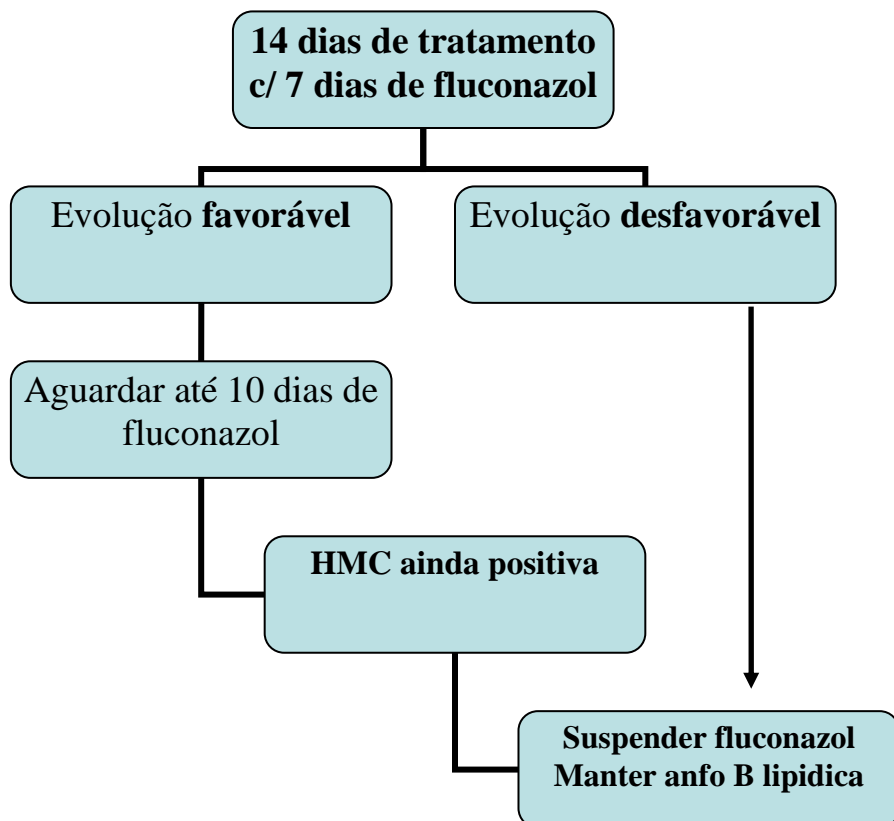 14 dias de tratamento
c/ 7 dias de fluconazol
Evolução favorável
Evolução desfavorável
Aguardar até 10 dias de
fluconazol
HMC ainda positiva
Suspender fluconazol
Manter anfo B lipidica